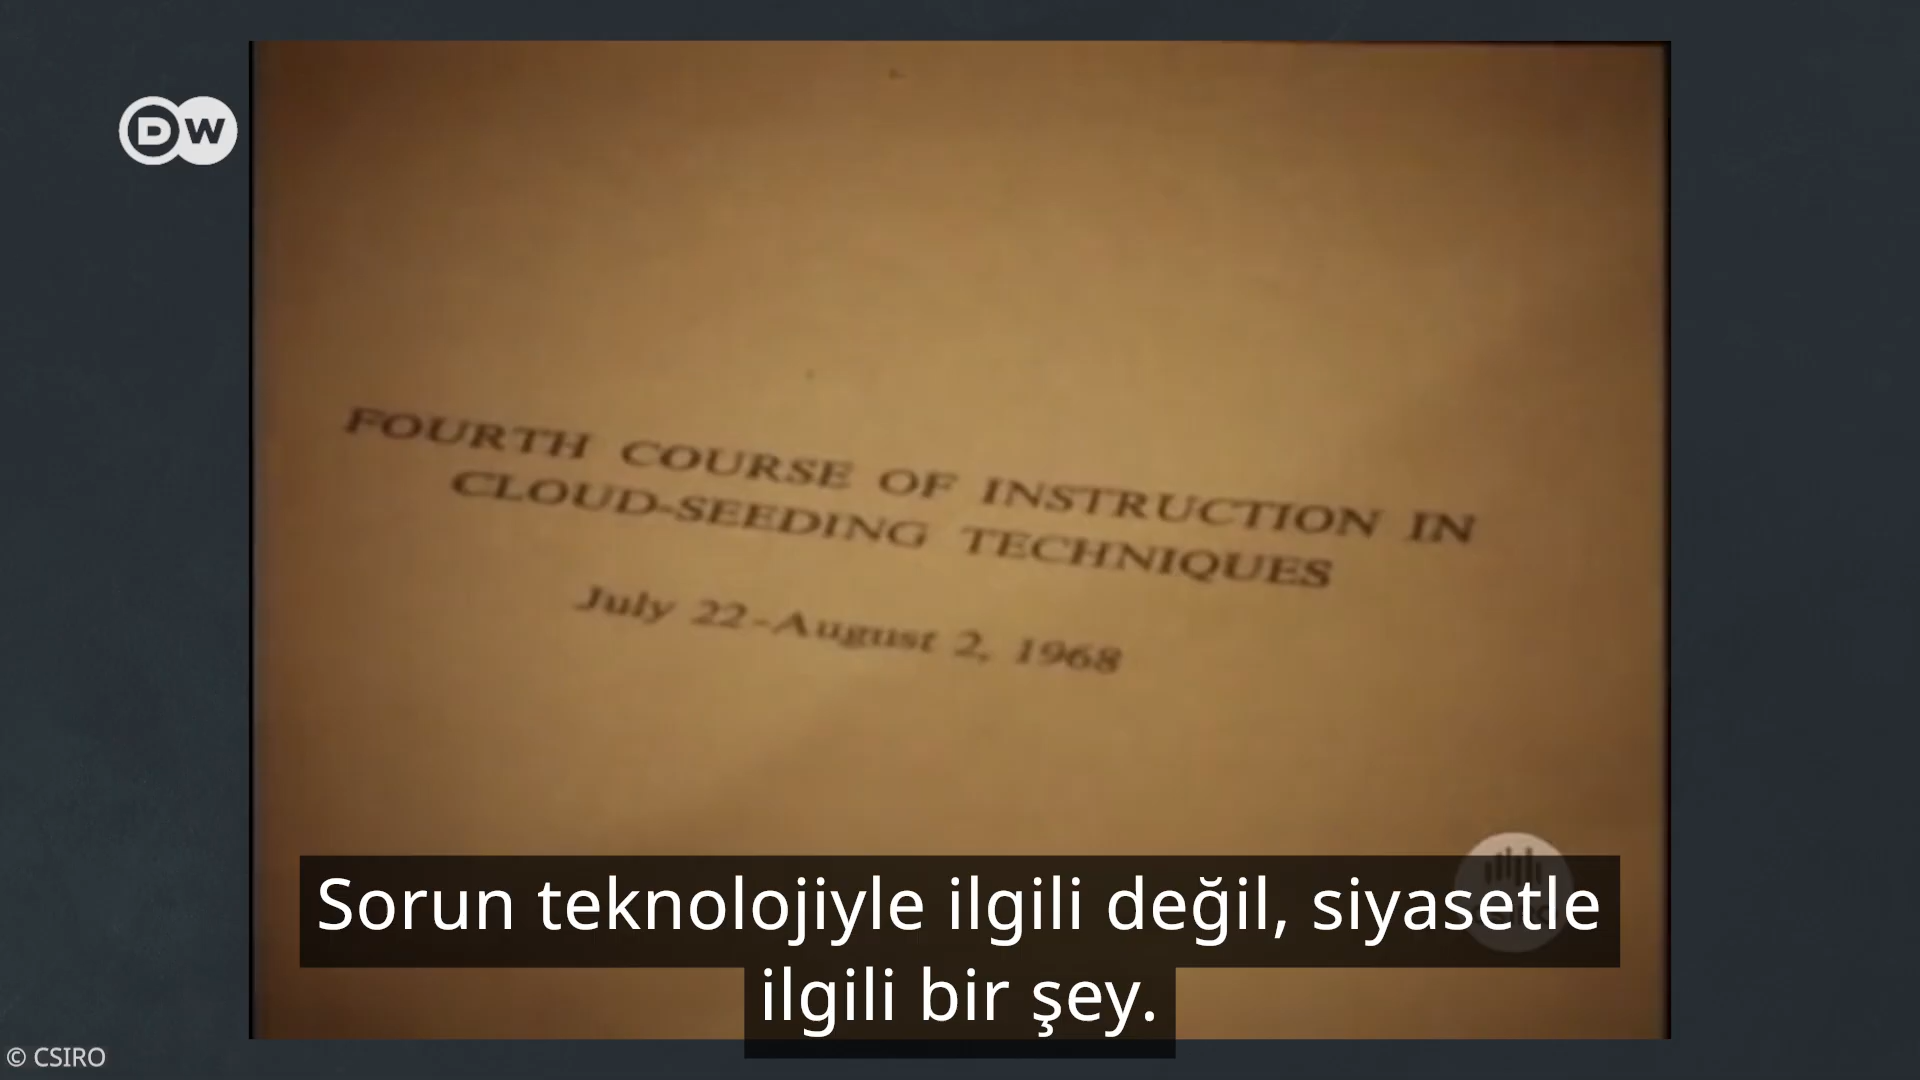 DW
FOURTH COURSE OF INSTRUCTION IN
CLOUD-SEEDING TECHNIQUES
July 22-August 2, 1968
Sorun teknolojiyle ilgili değil, siyasetle
ilgili bir şey.
© CSIRO